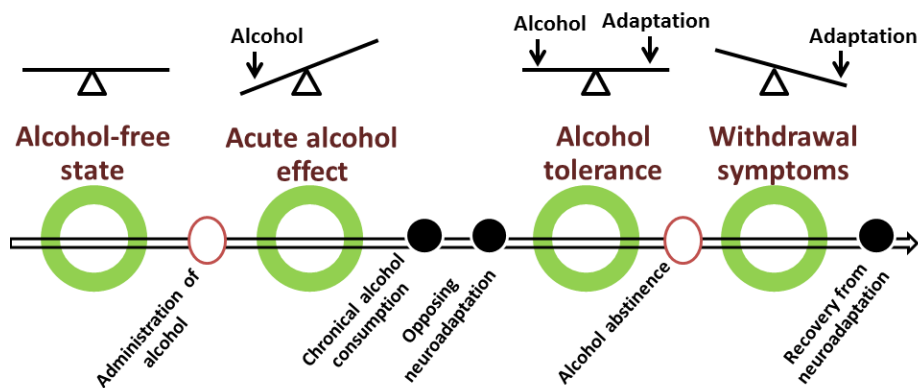 Alcohol
Alcohol
Adaptation
Adaptation
Alcohol-free
state
Acute alcohol
effect
Alcohol
tolerance
Withdrawal
symptoms
Administration of
alcohol
Chronical alcohol
consumption
Opposing
neuroadaptation
Alcohol abstinence
Recovery from
neuroadaptation